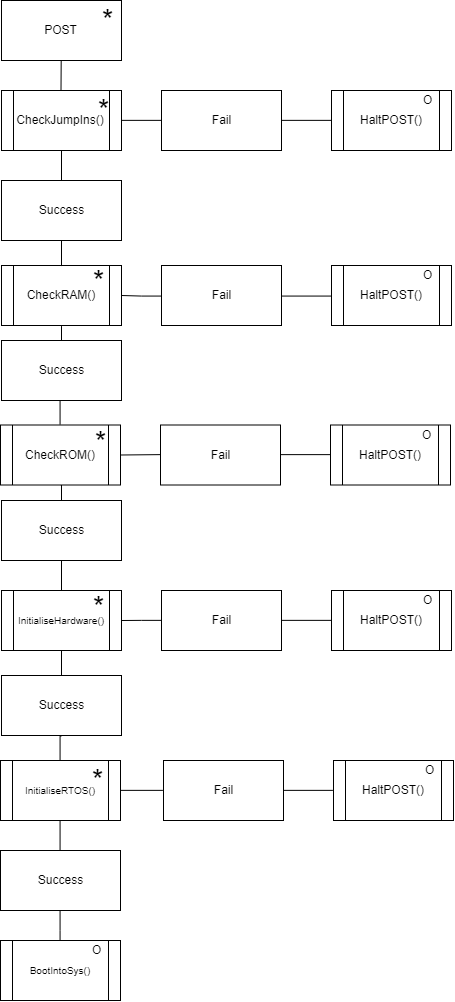 POST *
CheckJumpIns() * Fail HaltPOST() O
Success
CheckRAM() * Fail HaltPOST() O
Success
CheckROM() * Fail HaltPOST() O
Success
InitialiseHardware() * Fail HaltPOST() O
Success
InitialiseRTOS() * Fail HaltPOST() O
Success
BootIntoSys() O